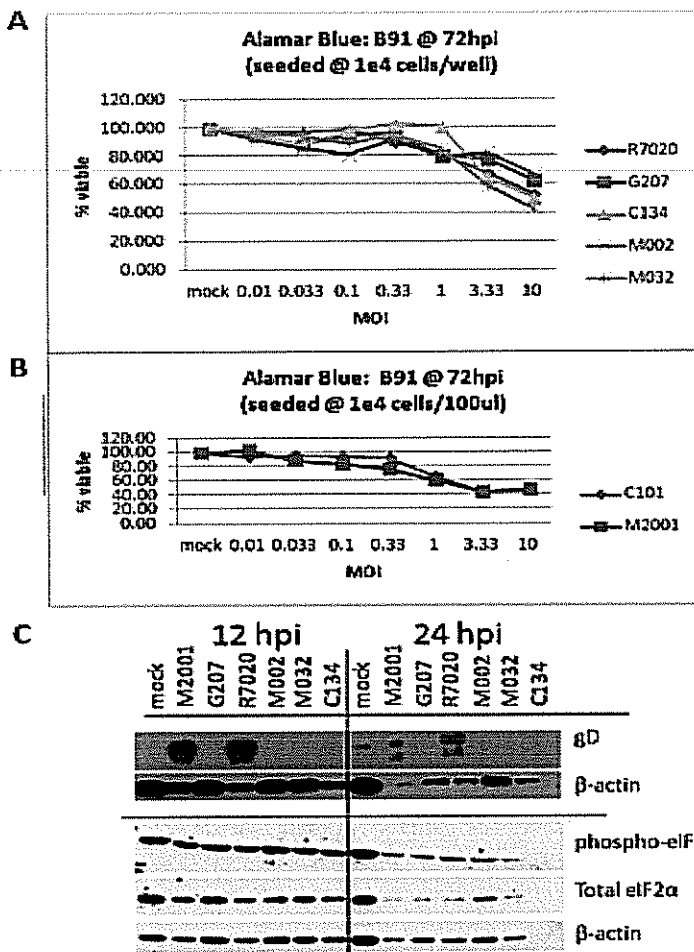 A
Alamar Blue: B91 @ 72hpi
(seeded @ 1e4 cells/well)
120.000
100.000
80.000
60.000
40.000
20.000
0.000
% viable
mock 0.01 0.033 0.1 0.33 1 3.33 10
MOI
R7020
G207
C134
M002
M032
B
Alamar Blue: B91 @ 72hpi
(seeded @ 1e4 cells/100ul)
120.00
100.00
80.00
60.00
40.00
20.00
0.00
% viable
mock 0.01 0.033 0.1 0.33 1 3.33 10
MOI
C101
M2001
C
12 hpi 24 hpi
mock M2001 G207 R7020 M002 M032 C134 mock M2001 G207 R7020 M002 M032 C134
gD
β-actin
phospho-eIF
Total eIF2α
β-actin